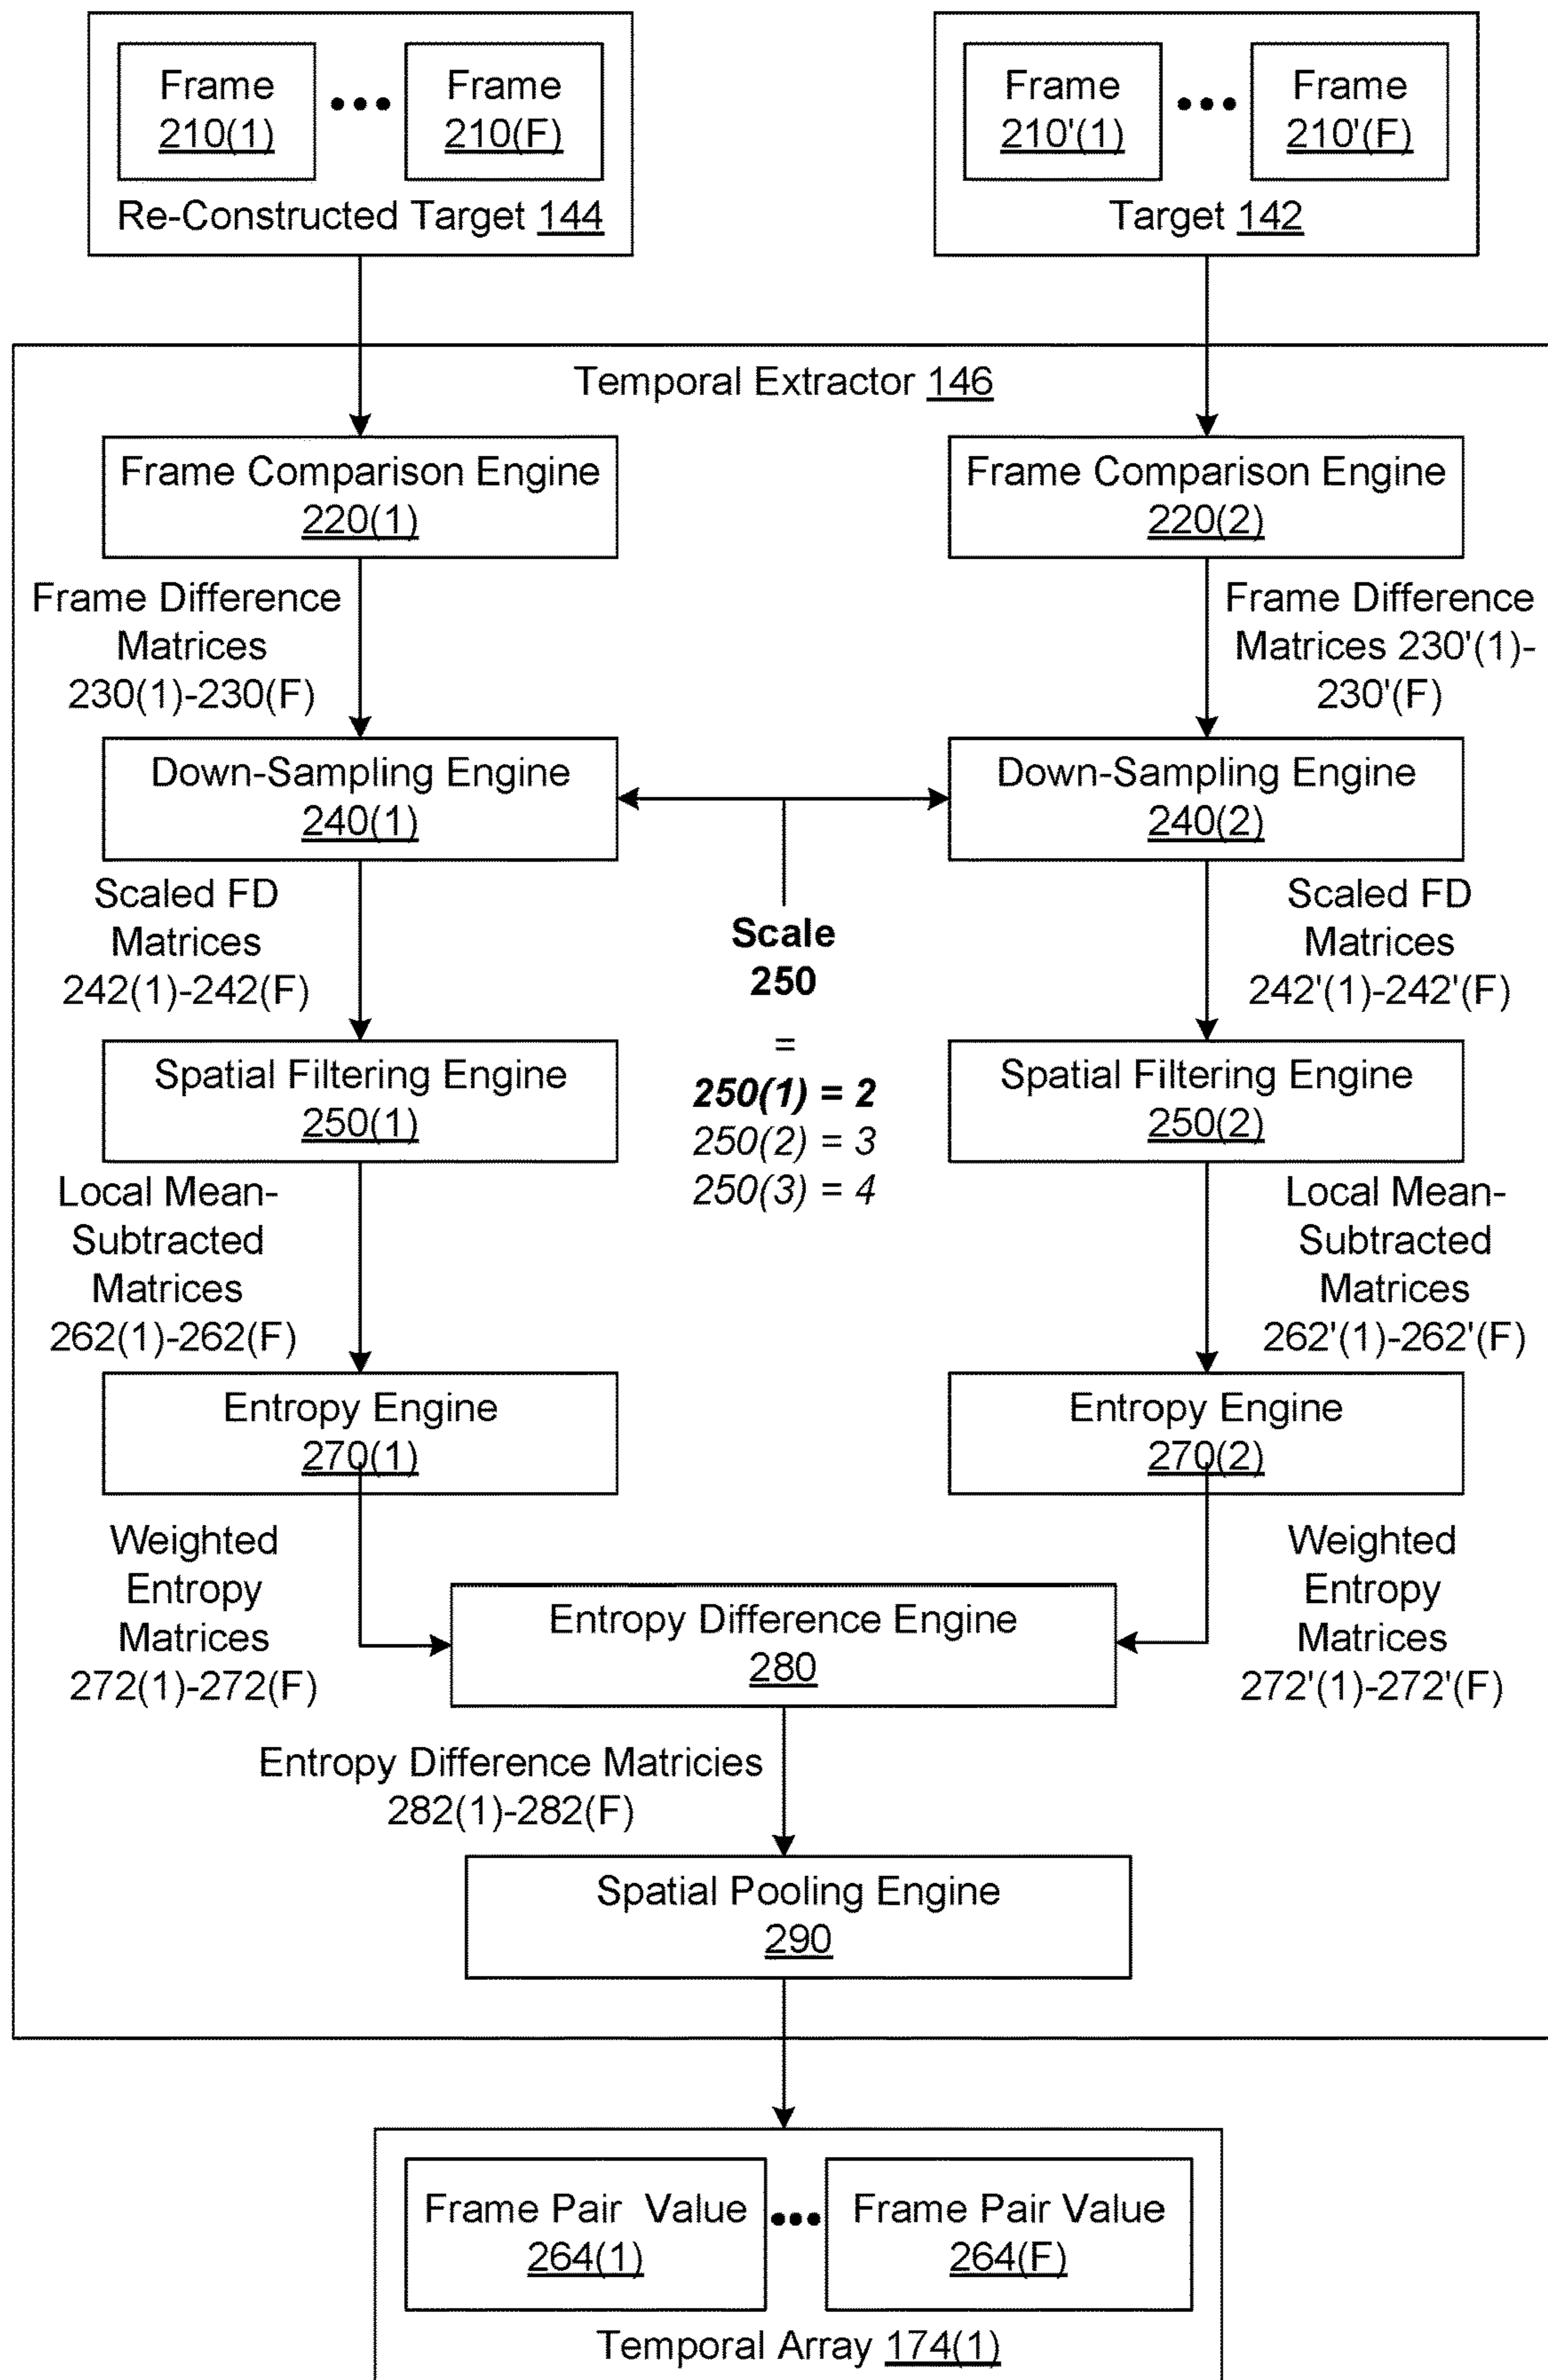 Frame
210(1)
•••
Frame
210(F)
Re-Constructed Target 144
Frame
210'(1)
•••
Frame
210'(F)
Target 142
Temporal Extractor 146
Frame Comparison Engine
220(1)
Frame Comparison Engine
220(2)
Frame Difference
Matrices
230(1)-230(F)
Frame Difference
Matrices 230'(1)-
230'(F)
Down-Sampling Engine
240(1)
Down-Sampling Engine
240(2)
Scaled FD
Matrices
242(1)-242(F)
Scale
250
=
250(1) = 2
250(2) = 3
250(3) = 4
Scaled FD
Matrices
242'(1)-242'(F)
Spatial Filtering Engine
250(1)
Spatial Filtering Engine
250(2)
Local Mean-
Subtracted
Matrices
262(1)-262(F)
Local Mean-
Subtracted
Matrices
262'(1)-262'(F)
Entropy Engine
270(1)
Entropy Engine
270(2)
Weighted
Entropy
Matrices
272(1)-272(F)
Weighted
Entropy
Matrices
272'(1)-272'(F)
Entropy Difference Engine
280
Entropy Difference Matricies
282(1)-282(F)
Spatial Pooling Engine
290
Frame Pair Value
264(1)
•••
Frame Pair Value
264(F)
Temporal Array 174(1)